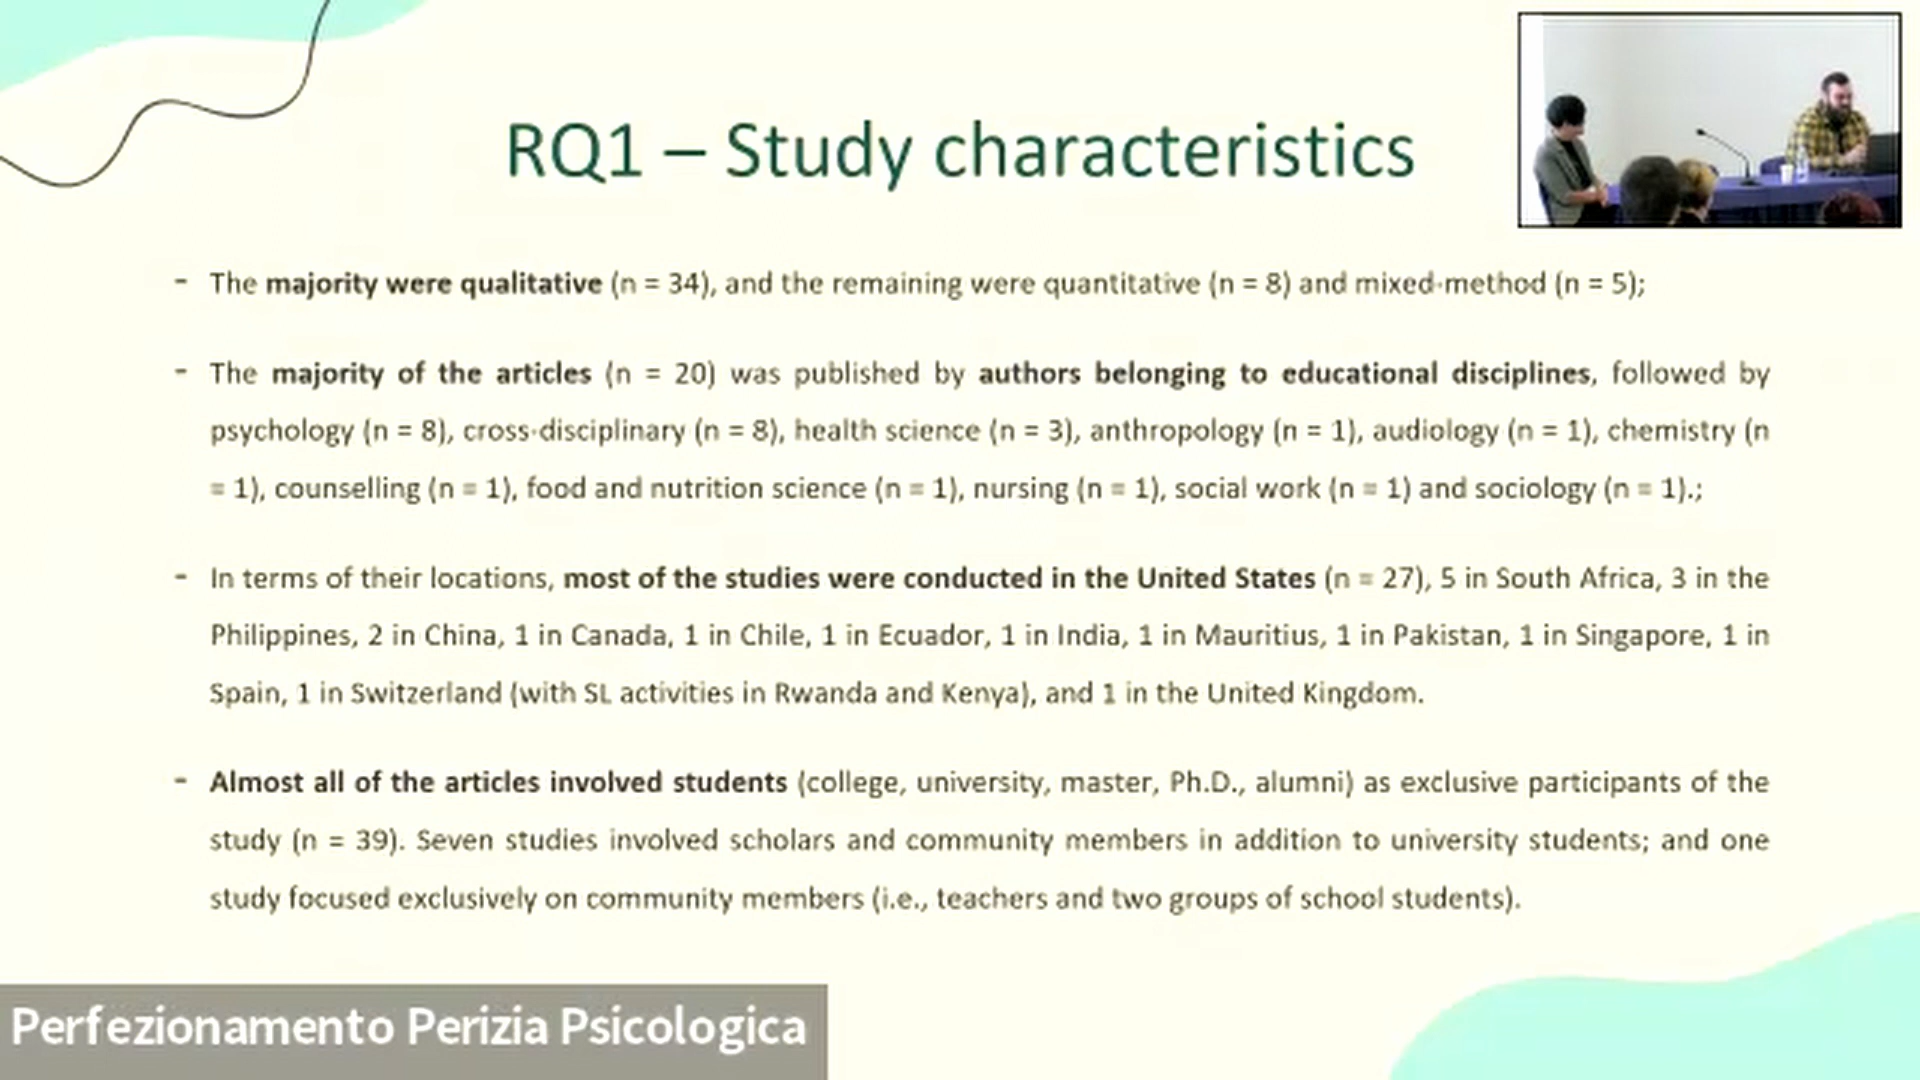 RQ1 – Study characteristics
- The majority were qualitative (n = 34), and the remaining were quantitative (n = 8) and mixed-method (n = 5);
- The majority of the articles (n = 20) was published by authors belonging to educational disciplines, followed by
psychology (n = 8), cross-disciplinary (n = 8), health science (n = 3), anthropology (n = 1), audiology (n = 1), chemistry (n
= 1), counselling (n = 1), food and nutrition science (n = 1), nursing (n = 1), social work (n = 1) and sociology (n = 1).;
- In terms of their locations, most of the studies were conducted in the United States (n = 27), 5 in South Africa, 3 in the
Philippines, 2 in China, 1 in Canada, 1 in Chile, 1 in Ecuador, 1 in India, 1 in Mauritius, 1 in Pakistan, 1 in Singapore, 1 in
Spain, 1 in Switzerland (with SL activities in Rwanda and Kenya), and 1 in the United Kingdom.
- Almost all of the articles involved students (college, university, master, Ph.D., alumni) as exclusive participants of the
study (n = 39). Seven studies involved scholars and community members in addition to university students; and one
study focused exclusively on community members (i.e., teachers and two groups of school students).
Perfezionamento Perizia Psicologica